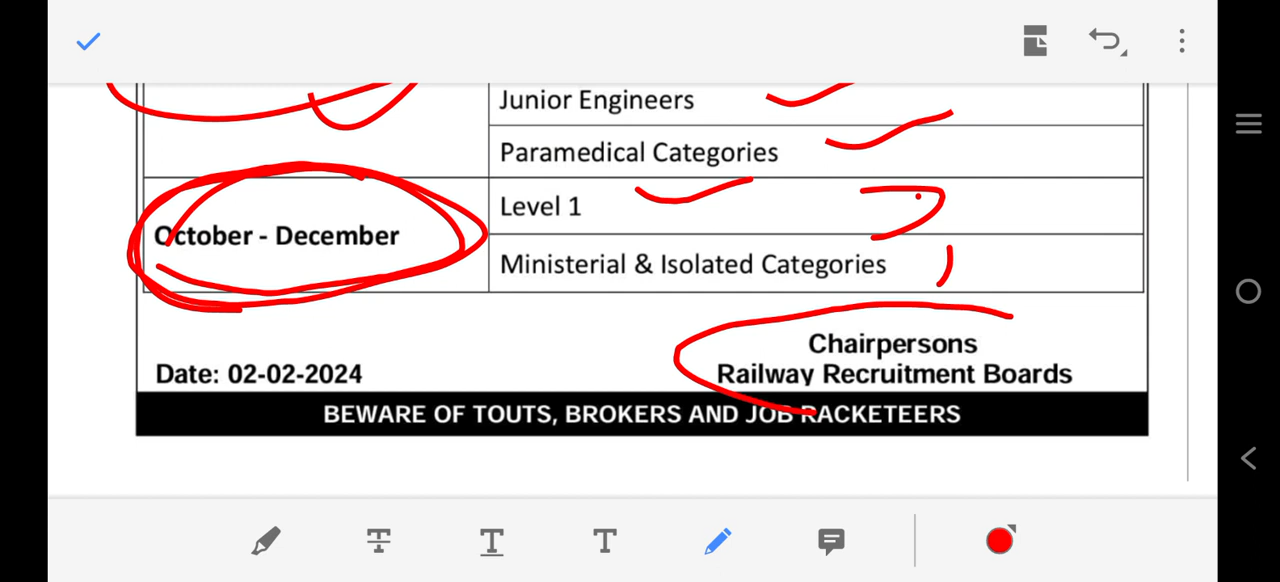 Junior Engineers
Paramedical Categories
October - December
Level 1
Ministerial & Isolated Categories
Chairpersons
Date: 02-02-2024
Railway Recruitment Boards
BEWARE OF TOUTS, BROKERS AND JOB RACKETEERS